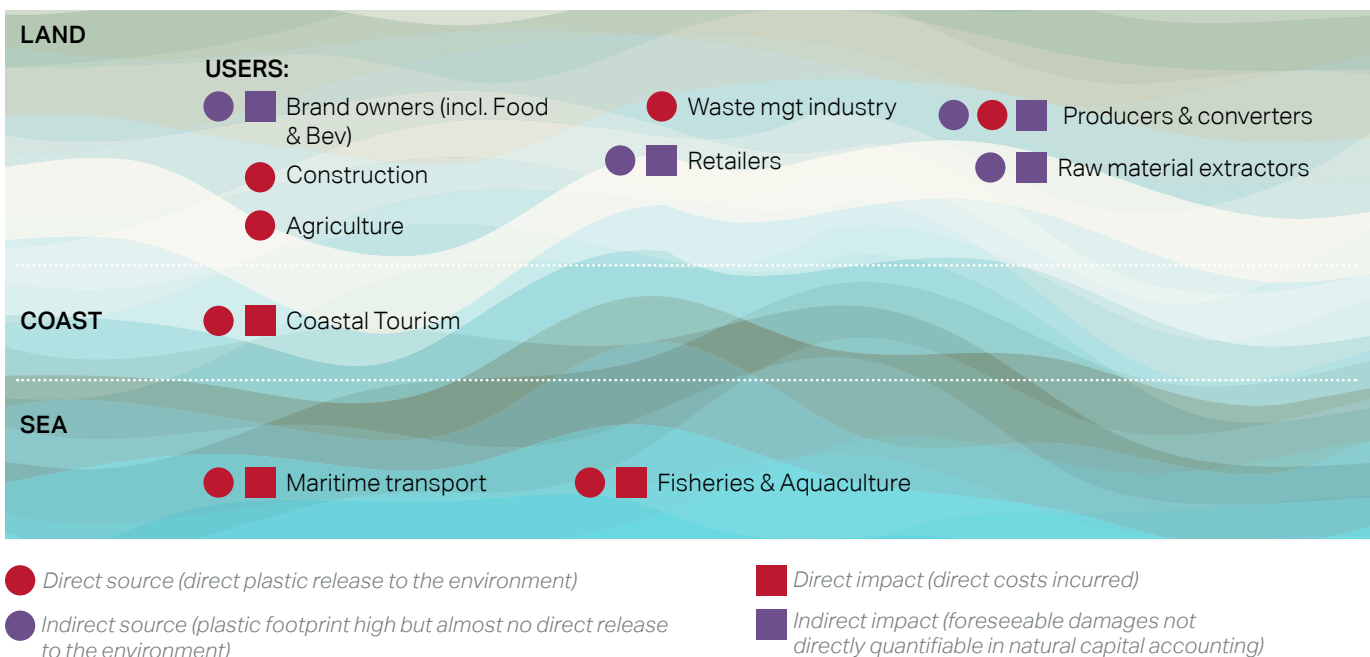 LAND
USERS:
Brand owners (incl. Food
& Bev)
Construction
Agriculture
Waste mgt industry
Retailers
Producers & converters
Raw material extractors
COAST
Coastal Tourism
SEA
Maritime transport
Fisheries & Aquaculture
Direct source (direct plastic release to the environment)
Indirect source (plastic footprint high but almost no direct release
to the environment)
Direct impact (direct costs incurred)
Indirect impact (foreseeable damages not
directly quantifiable in natural capital accounting)